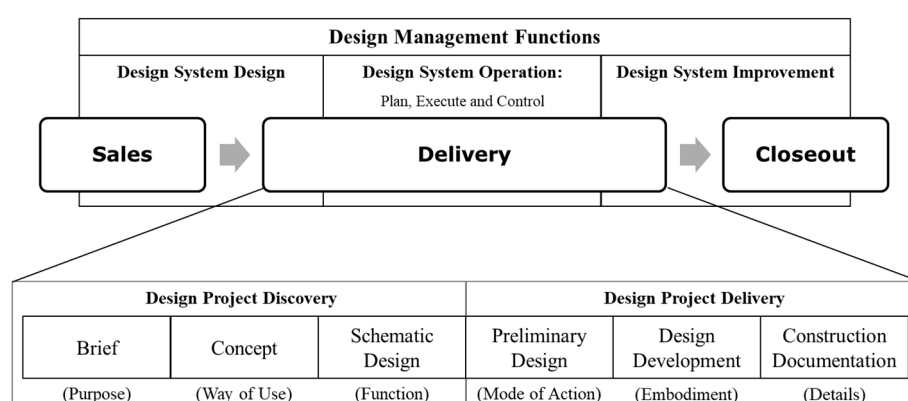 Design Management Functions
Design System Design
Design System Operation:
Plan, Execute and Control
Design System Improvement
Sales
Delivery
Closeout
Design Project Discovery
Design Project Delivery
Brief
Concept
Schematic
Design
Preliminary
Design
Design
Development
Construction
Documentation
(Purpose)
(Way of Use)
(Function)
(Mode of Action)
(Embodiment)
(Details)